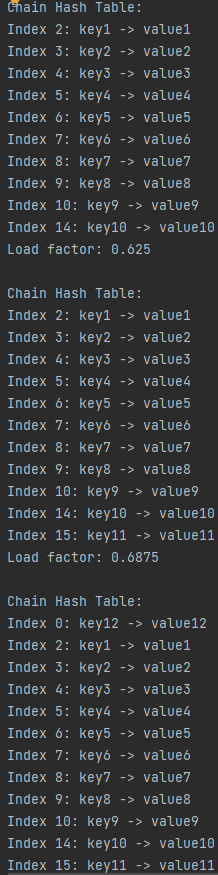 Chain Hash Table:
Index 2: key1 -> value1
Index 3: key2 -> value2
Index 4: key3 -> value3
Index 5: key4 -> value4
Index 6: key5 -> value5
Index 7: key6 -> value6
Index 8: key7 -> value7
Index 9: key8 -> value8
Index 10: key9 -> value9
Index 14: key10 -> value10
Load factor: 0.625
Chain Hash Table:
Index 2: key1 -> value1
Index 3: key2 -> value2
Index 4: key3 -> value3
Index 5: key4 -> value4
Index 6: key5 -> value5
Index 7: key6 -> value6
Index 8: key7 -> value7
Index 9: key8 -> value8
Index 10: key9 -> value9
Index 14: key10 -> value10
Index 15: key11 -> value11
Load factor: 0.6875
Chain Hash Table:
Index 0: key12 -> value12
Index 2: key1 -> value1
Index 3: key2 -> value2
Index 4: key3 -> value3
Index 5: key4 -> value4
Index 6: key5 -> value5
Index 7: key6 -> value6
Index 8: key7 -> value7
Index 9: key8 -> value8
Index 10: key9 -> value9
Index 14: key10 -> value10
Index 15: key11 -> value11